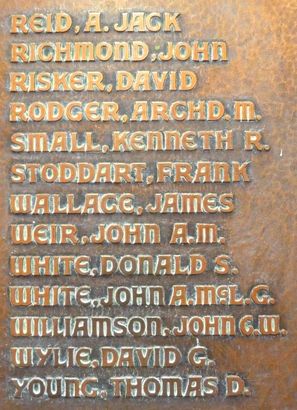 REID, A. JACK
RICHMOND, JOHN
RISKER, DAVID
RODGER, ARCHD. M.
SMALL, KENNETH R.
STODDART, FRANK
WALLACE, JAMES
WEIR, JOHN A.M.
WHITE, DONALD S.
WHITE, JOHN A.McL.G.
WILLIAMSON, JOHN G.W.
WYLIE, DAVID G.
YOUNG, THOMAS D.